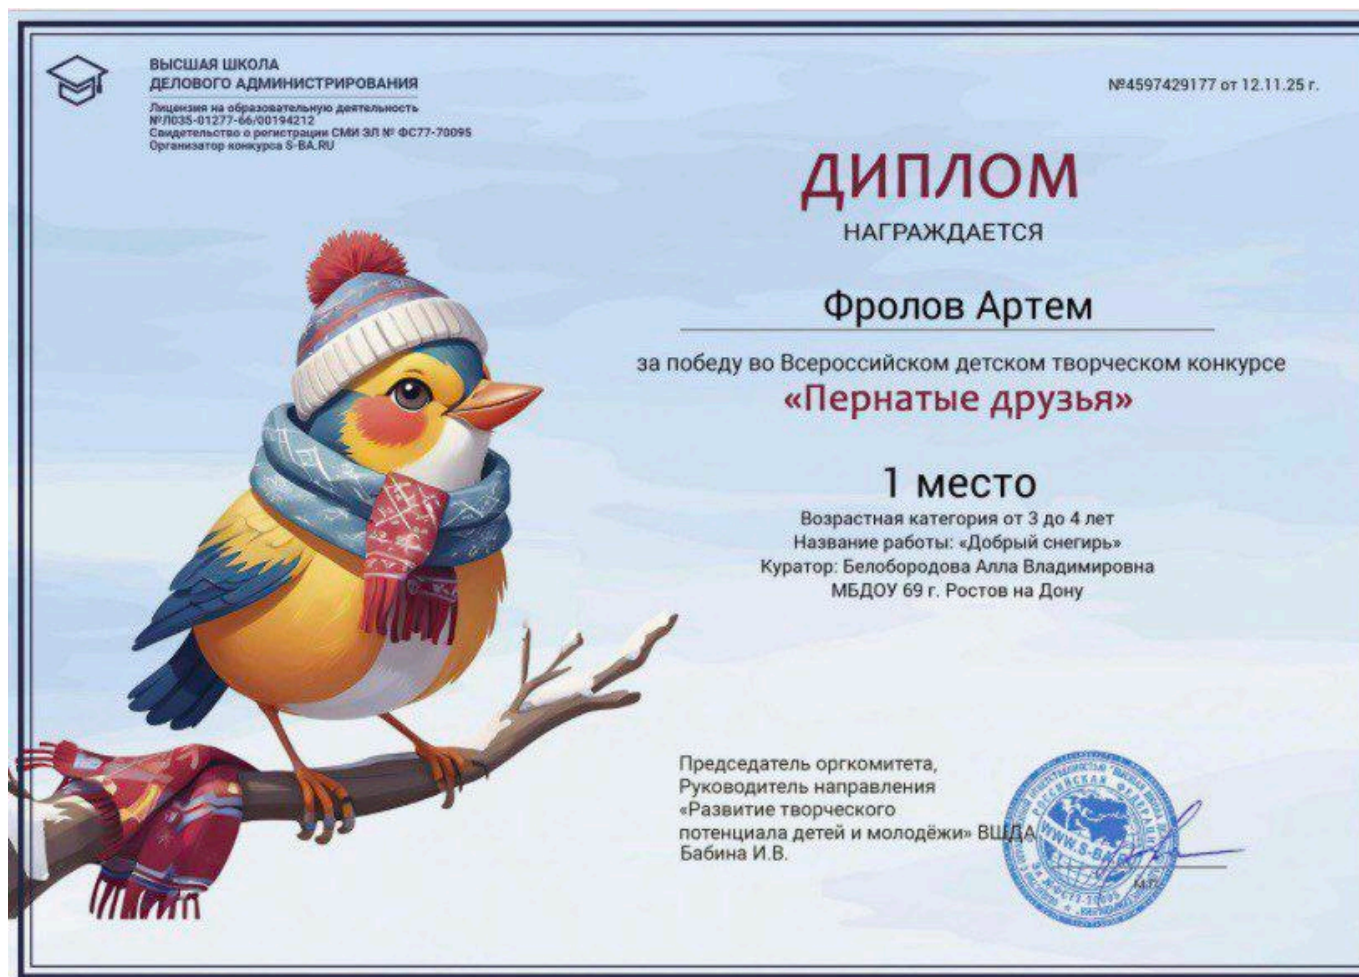 ВЫСШАЯ ШКОЛА
ДЕЛОВОГО АДМИНИСТРИРОВАНИЯ
Лицензия на образовательную деятельность
№Л035-01277-66/00194212
Свидетельство о регистрации СМИ ЭЛ № ФС77-70095
Организатор конкурса S-BA.RU
№4597429177 от 12.11.25 г.
ДИПЛОМ
НАГРАЖДАЕТСЯ
Фролов Артем
за победу во Всероссийском детском творческом конкурсе
«Пернатые друзья»
1 место
Возрастная категория от 3 до 4 лет
Название работы: «Добрый снегирь»
Куратор: Белобородова Алла Владимировна
МБДОУ 69 г. Ростов на Дону
Председатель оргкомитета,
Руководитель направления
«Развитие творческого
потенциала детей и молодёжи» ВШДА
Бабина И.В.
РОССИЙСКАЯ ФЕДЕРАЦИЯ
WWW.S-BA
М.П.